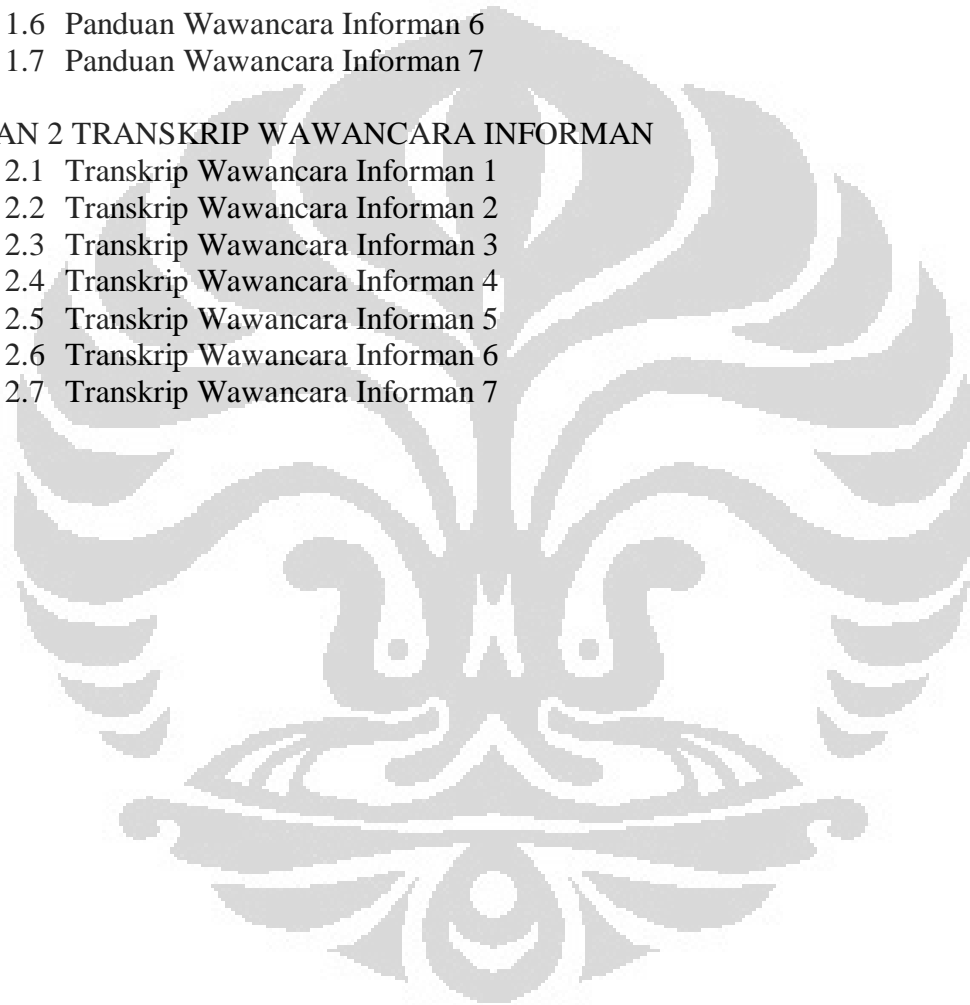 1.6 Panduan Wawancara Informan 6
1.7 Panduan Wawancara Informan 7
AN 2 TRANSKRIP WAWANCARA INFORMAN
2.1 Transkrip Wawancara Informan 1
2.2 Transkrip Wawancara Informan 2
2.3 Transkrip Wawancara Informan 3
2.4 Transkrip Wawancara Informan 4
2.5 Transkrip Wawancara Informan 5
2.6 Transkrip Wawancara Informan 6
2.7 Transkrip Wawancara Informan 7